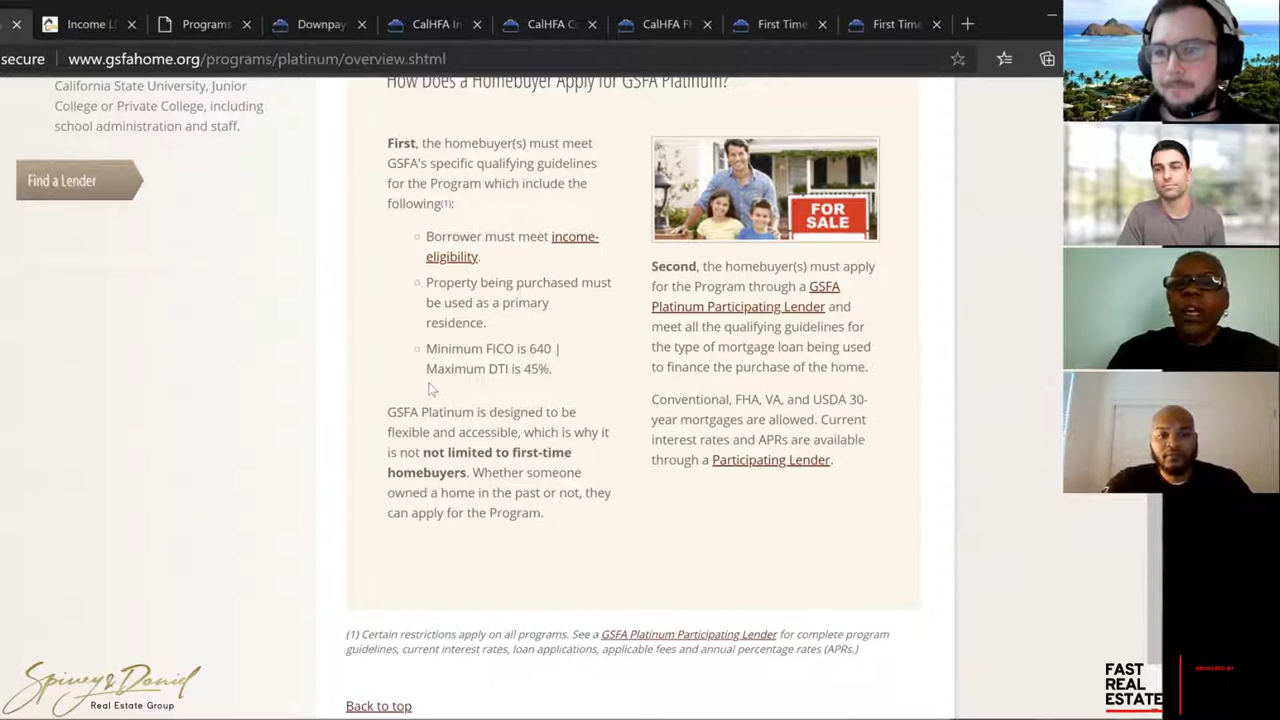 Income Li
Programs
Downpay
CalHFA In
CalHFA Co
CalHFA Fl
First Time
First Time
secure
www.gsfahome.org/programs/platinum/overview.shtml
California State University, Junior
College or Private College, including
school administration and staff.
Find a Lender
How Does a Homebuyer Apply for GSFA Platinum?
First, the homebuyer(s) must meet
GSFA's specific qualifying guidelines
for the Program which include the
following(1):
Borrower must meet income-
eligibility.
Property being purchased must
be used as a primary
residence.
Minimum FICO is 640 |
Maximum DTI is 45%.
GSFA Platinum is designed to be
flexible and accessible, which is why it
is not not limited to first-time
homebuyers. Whether someone
owned a home in the past or not, they
can apply for the Program.
FOR
SALE
Second, the homebuyer(s) must apply
for the Program through a GSFA
Platinum Participating Lender and
meet all the qualifying guidelines for
the type of mortgage loan being used
to finance the purchase of the home.
Conventional, FHA, VA, and USDA 30-
year mortgages are allowed. Current
interest rates and APRs are available
through a Participating Lender.
(1) Certain restrictions apply on all programs. See a GSFA Platinum Participating Lender for complete program
guidelines, current interest rates, loan applications, applicable fees and annual percentage rates (APRs.)
Back to top
Real Estate Group
FAST
REAL
ESTATE